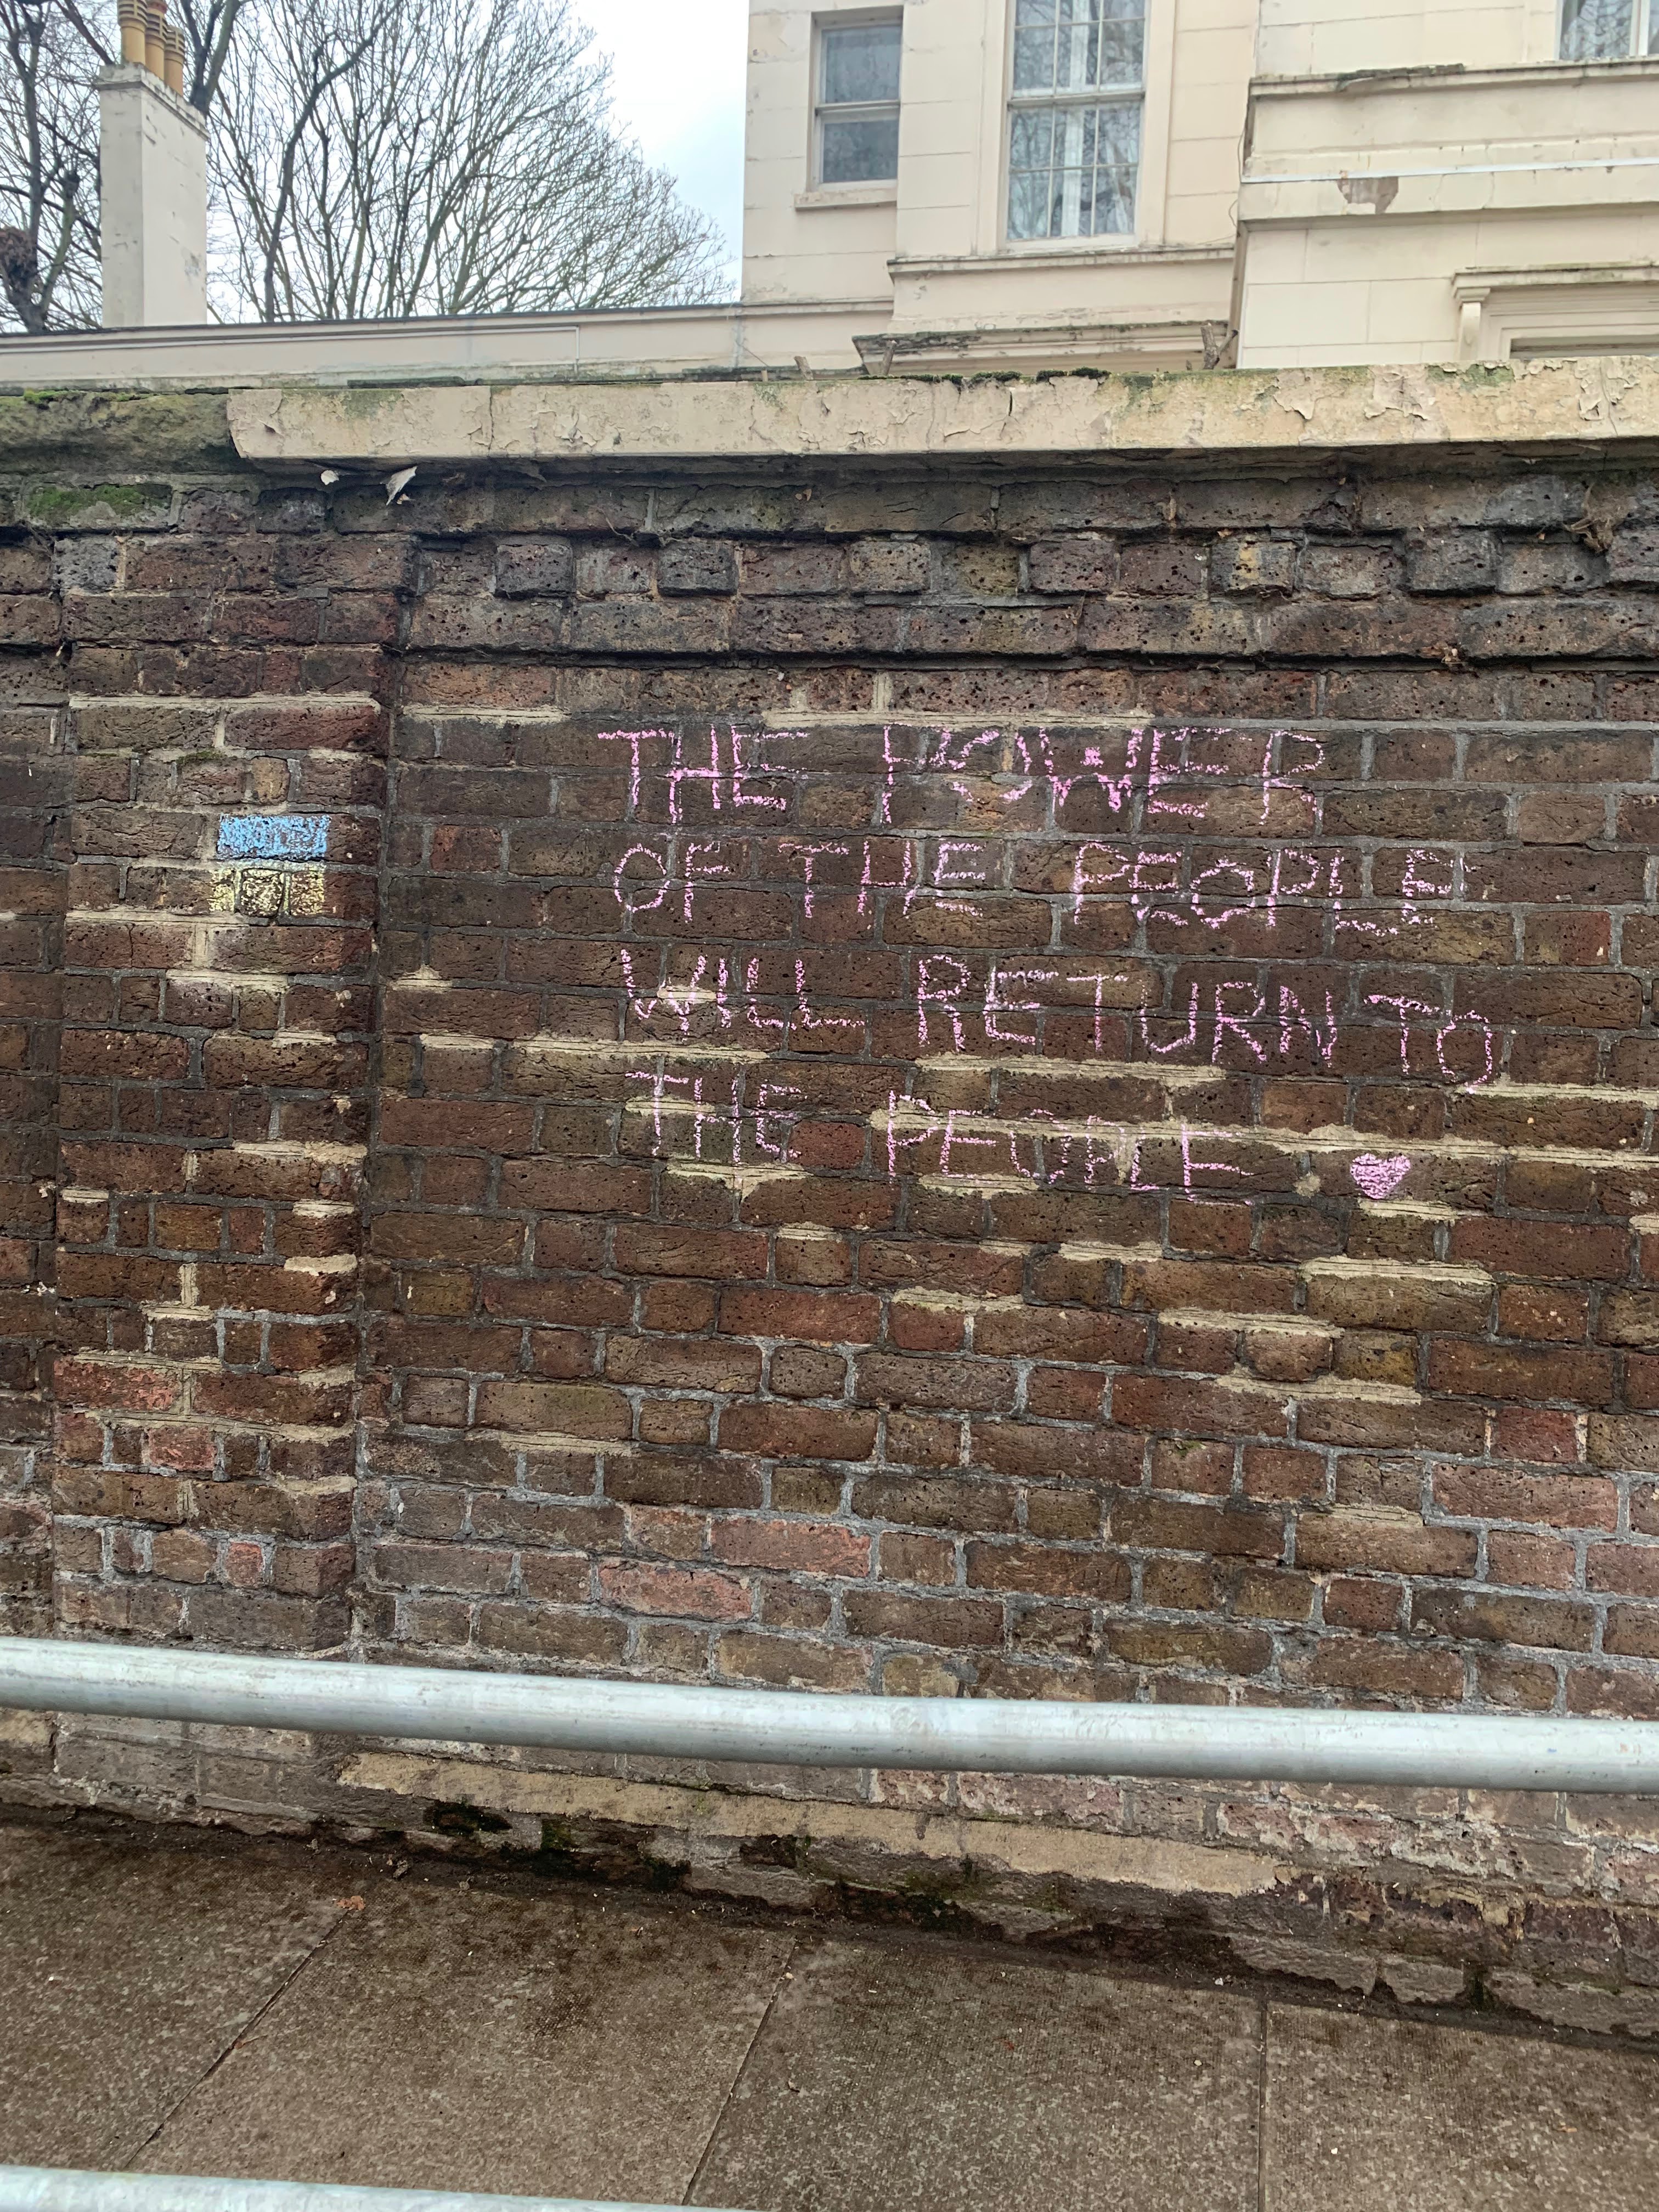 THE POWER
OF THE PEOPLE
WILL RETURN TO
THE PEOPLE